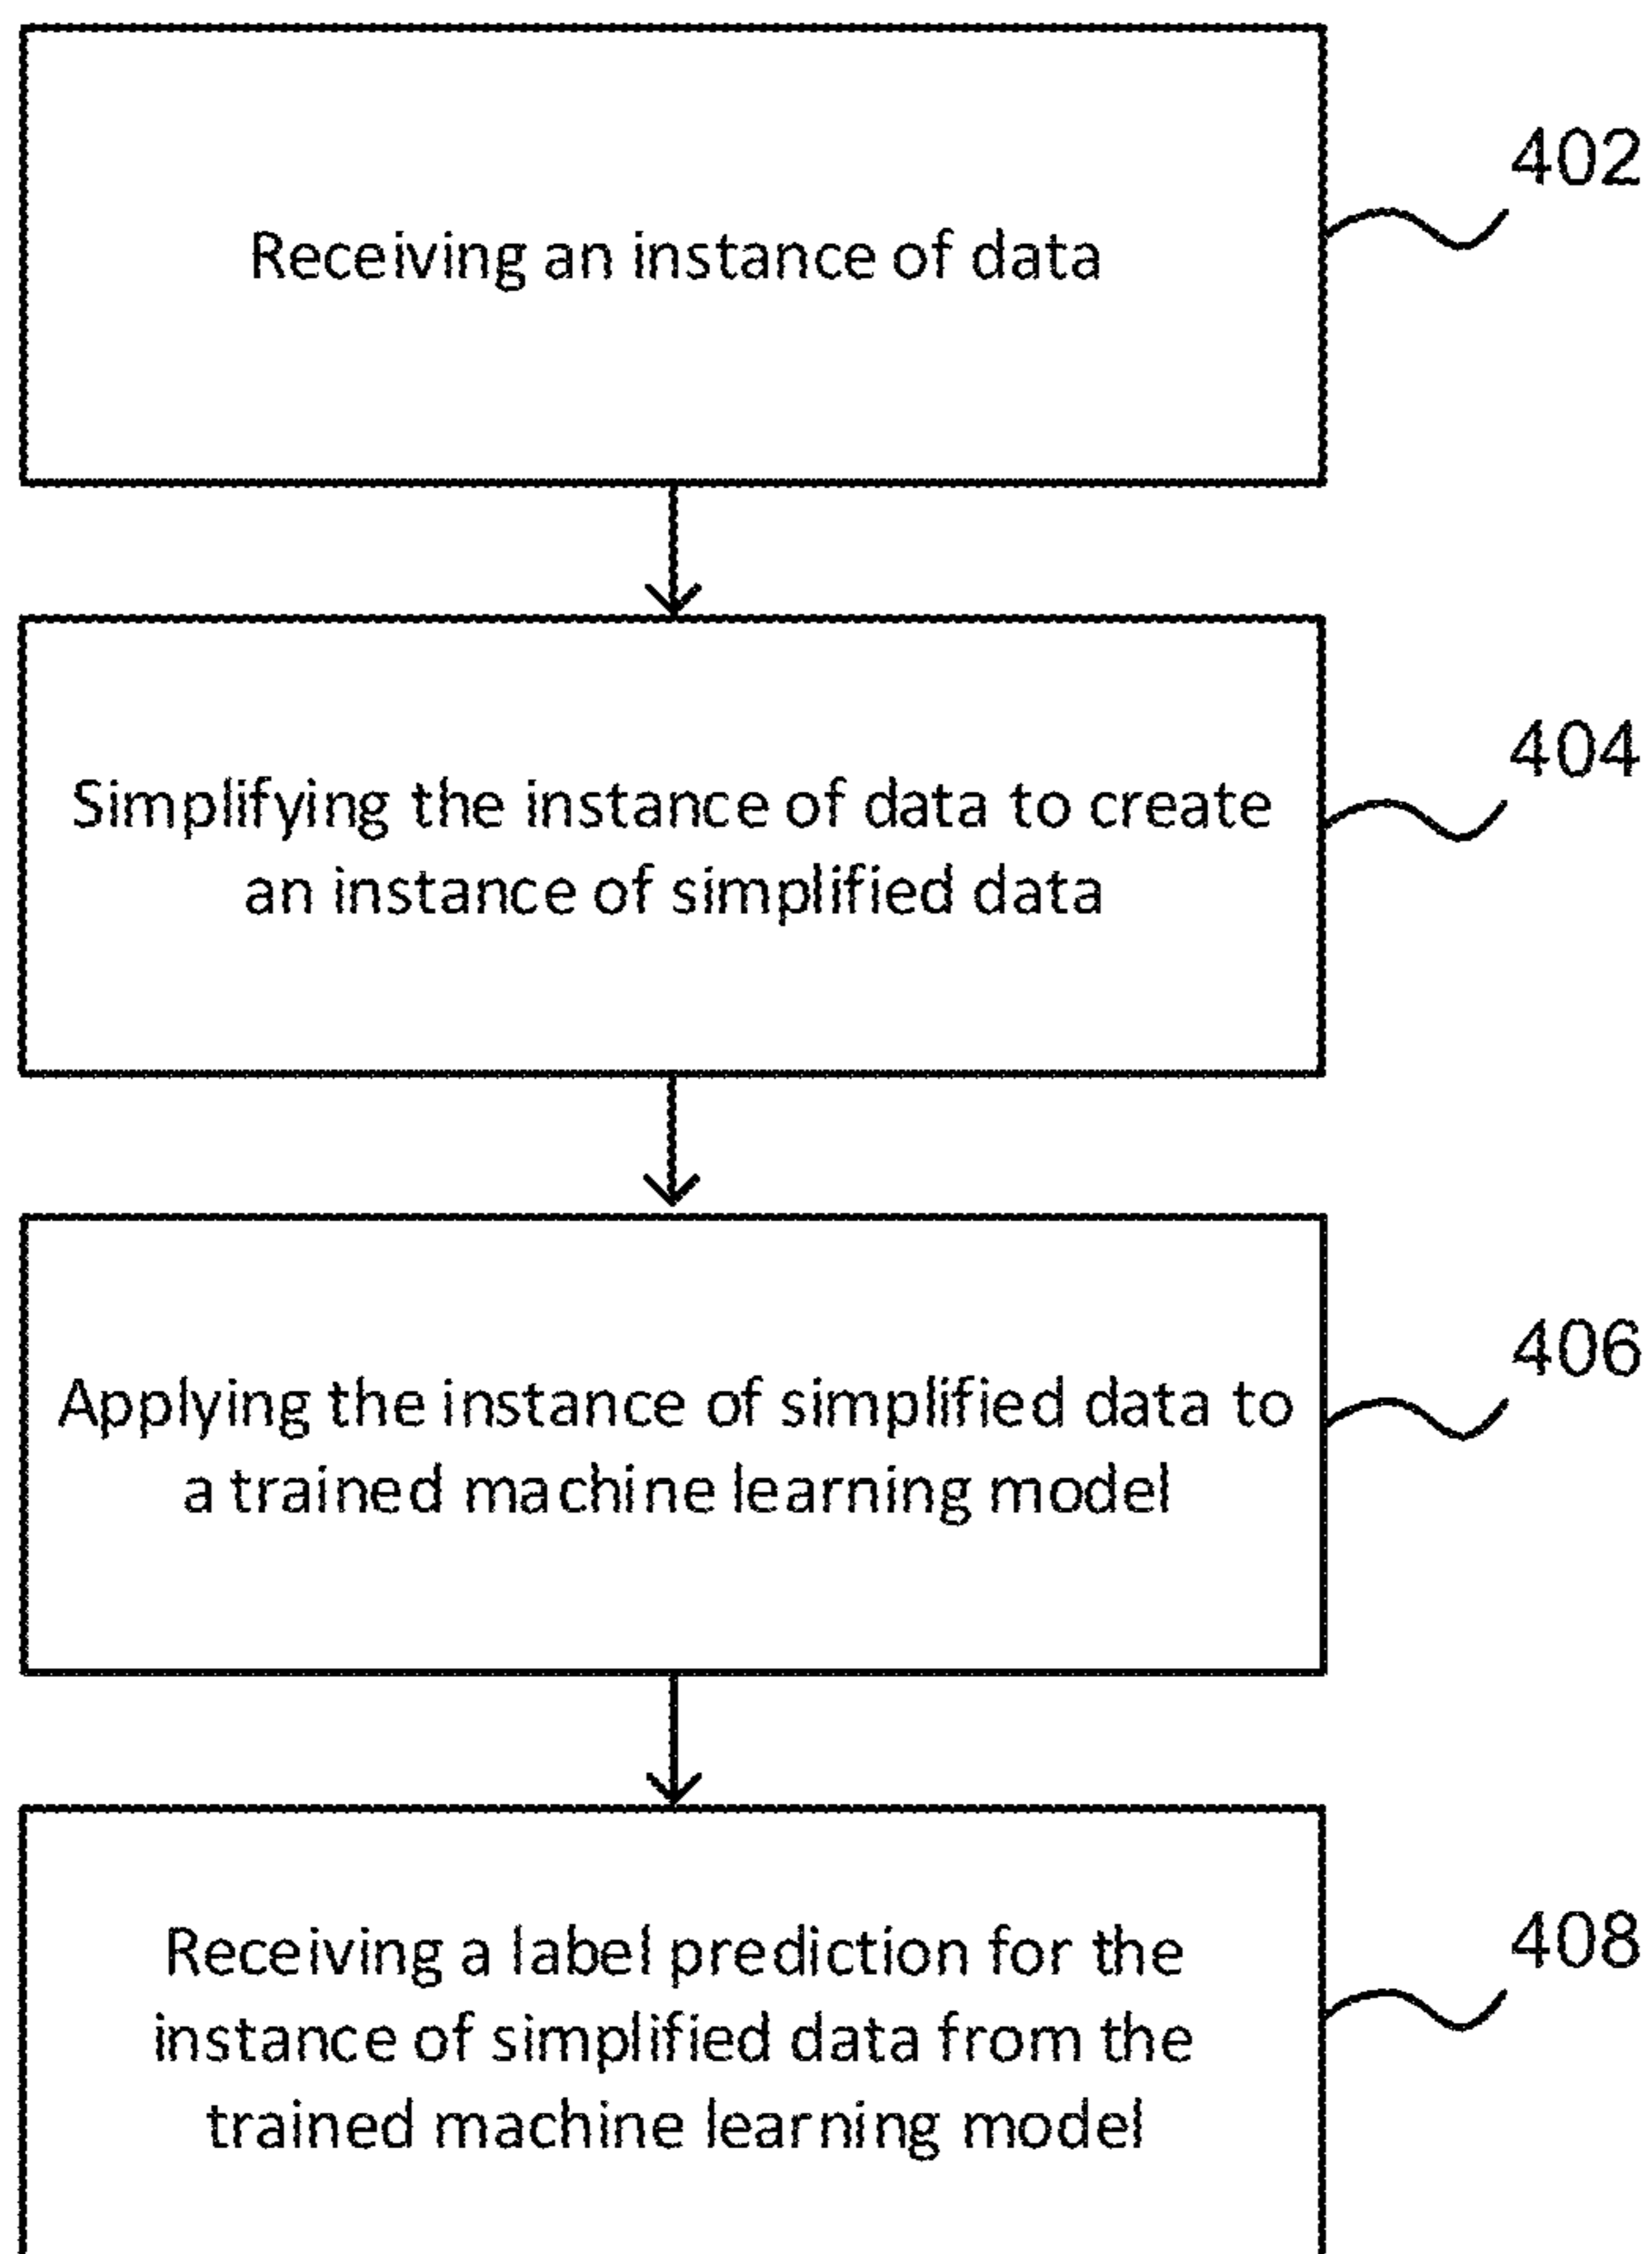 402
Receiving an instance of data
404
Simplifying the instance of data to create
an instance of simplified data
406
Applying the instance of simplified data to
a trained machine learning model
408
Receiving a label prediction for the
instance of simplified data from the
trained machine learning model